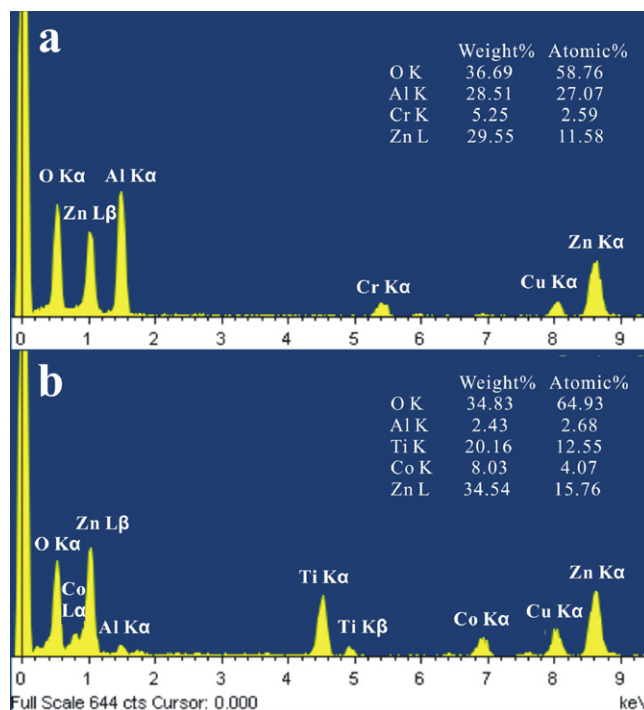 a
Weight% Atomic%
O K 36.69 58.76
Al K 28.51 27.07
Cr K 5.25 2.59
Zn L 29.55 11.58
O Kα Al Kα
Zn Lβ
Zn Kα
Cr Kα Cu Kα
0 1 2 3 4 5 6 7 8 9
b
Weight% Atomic%
O K 34.83 64.93
Al K 2.43 2.68
Ti K 20.16 12.55
Co K 8.03 4.07
Zn L 34.54 15.76
Zn Lβ
O Kα
Co
Lα
Al Kα
Ti Kα
Ti Kβ
Co Kα
Cu Kα
Zn Kα
0 1 2 3 4 5 6 7 8 9
Full Scale 644 cts Cursor: 0.000 keV